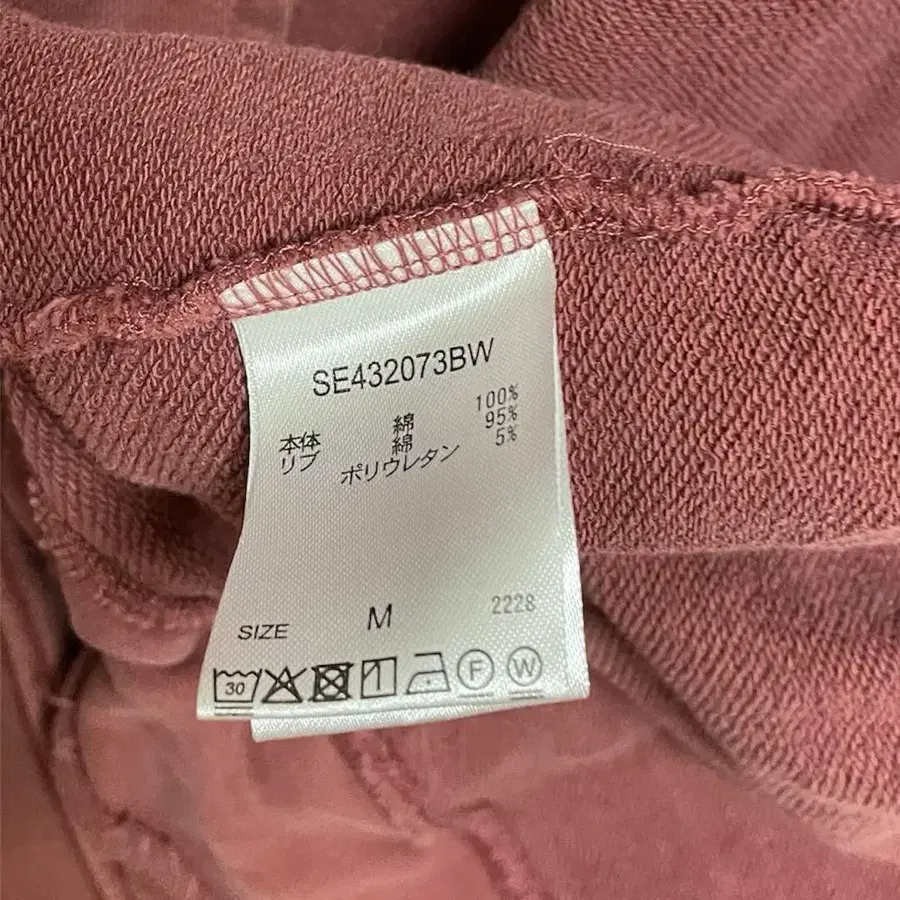 SE432073BW
本体 綿 100%
リブ 綿 95%
ポリウレタン 5%
SIZE M 2228
30 F W